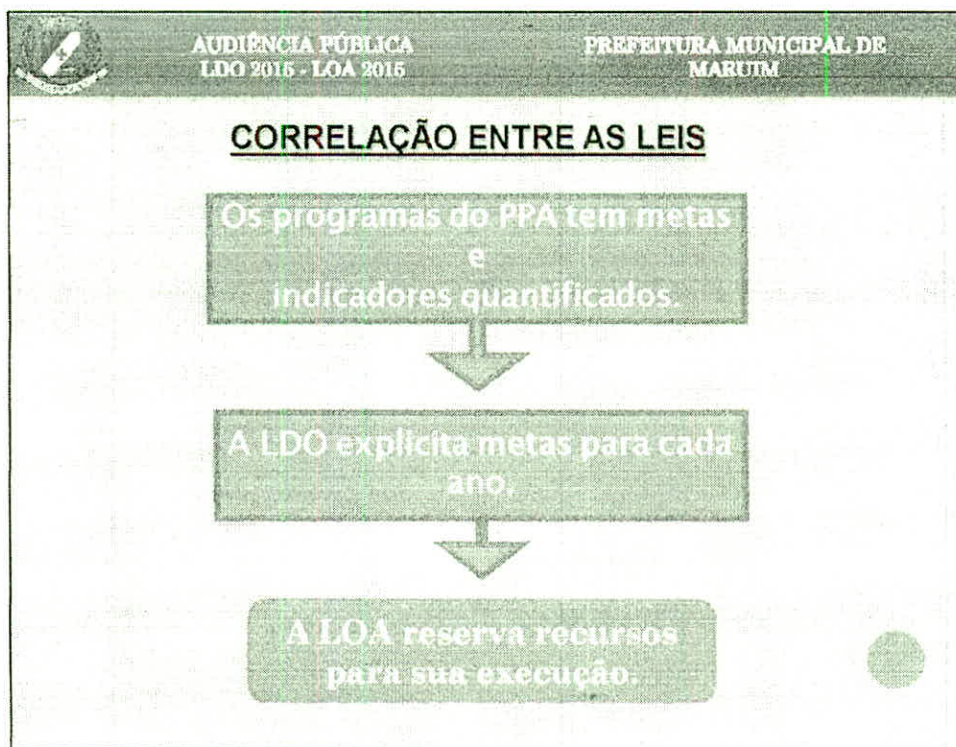 AUDIÊNCIA PÚBLICA
LDO 2015 - LOA 2015
PREFEITURA MUNICIPAL DE
MARUIM
CORRELAÇÃO ENTRE AS LEIS
Os programas do PPA tem metas
e
indicadores quantificados.
A LDO explicita metas para cada
ano.
A LOA reserva recursos
para sua execução.